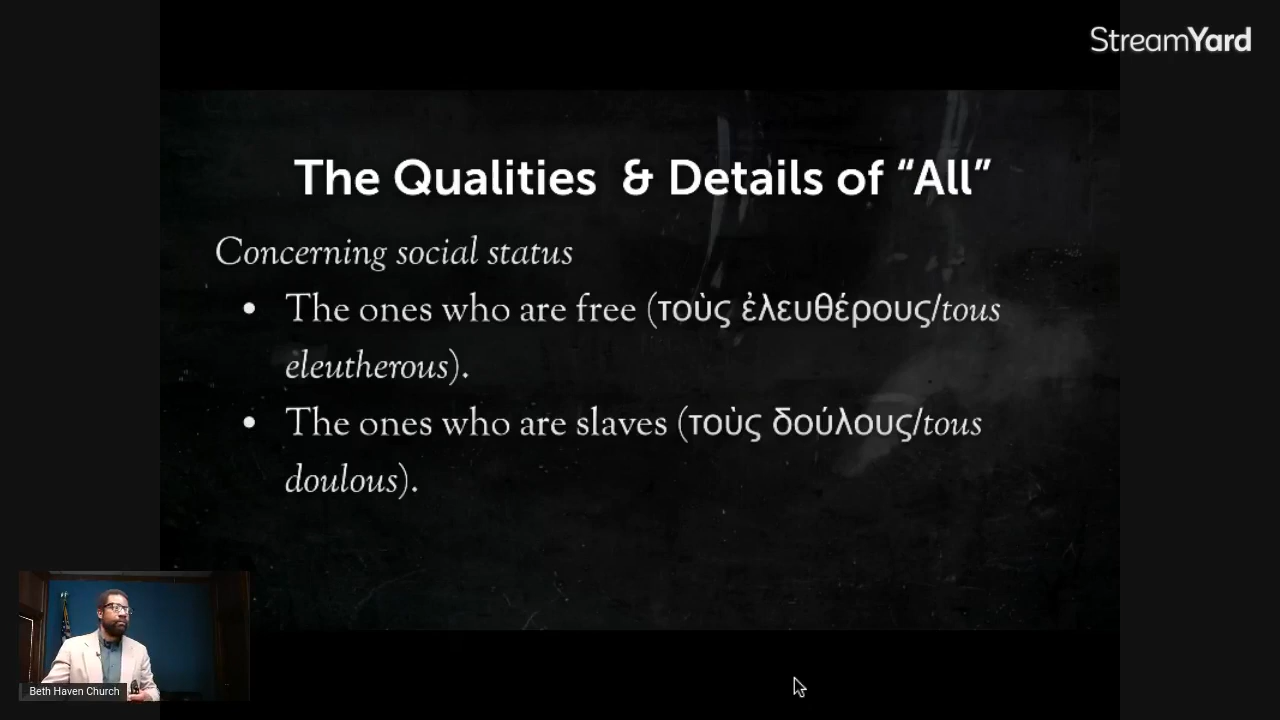 StreamYard
The Qualities & Details of “All”
Concerning social status
• The ones who are free (τοὺς ἐλευθέρους/tous
eleutherous).
• The ones who are slaves (τοὺς δούλους/tous
doulous).
Beth Haven Church